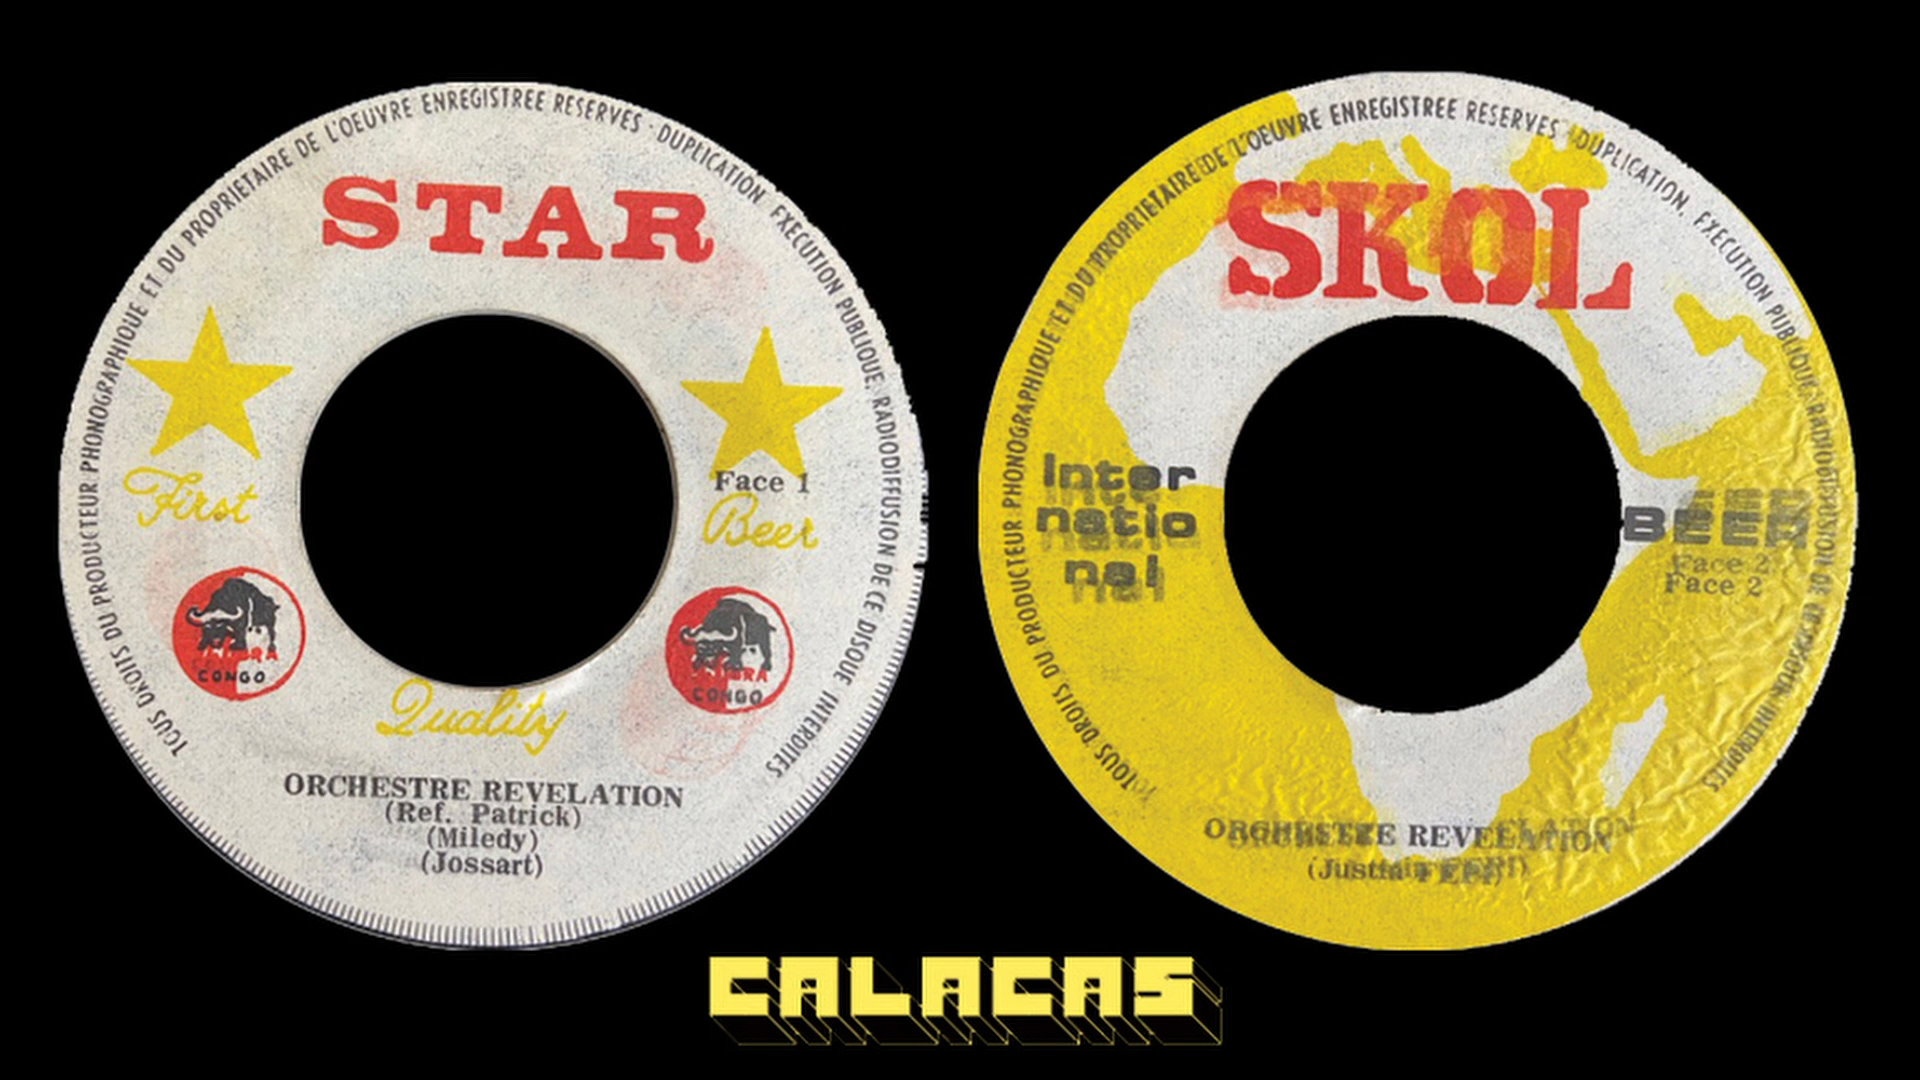 TOUS DROITS DU PRODUCTEUR PHONOGRAPHIQUE ET DU PROPRIETAIRE DE L'OEUVRE ENREGISTREE RESERVES · DUPLICATION, EXECUTION PUBLIQUE, RADIODIFFUSION DE CE DISQUE INTERDITES
STAR
First
Face 1
Beer
CONGO
CONGO
Quality
ORCHESTRE REVELATION
(Ref. Patrick)
(Miledy)
(Jossart)
TOUS DROITS DU PRODUCTEUR PHONOGRAPHIQUE ET DU PROPRIETAIRE DE L'OEUVRE ENREGISTREE RESERVES · DUPLICATION, EXECUTION PUBLIQUE, RADIODIFFUSION DE CE DISQUE INTERDITES
SKOL
Inter
natio
nal
BEER
Face 2
Face 2
ORCHESTRE REVELATION
(Justin
CALACAS